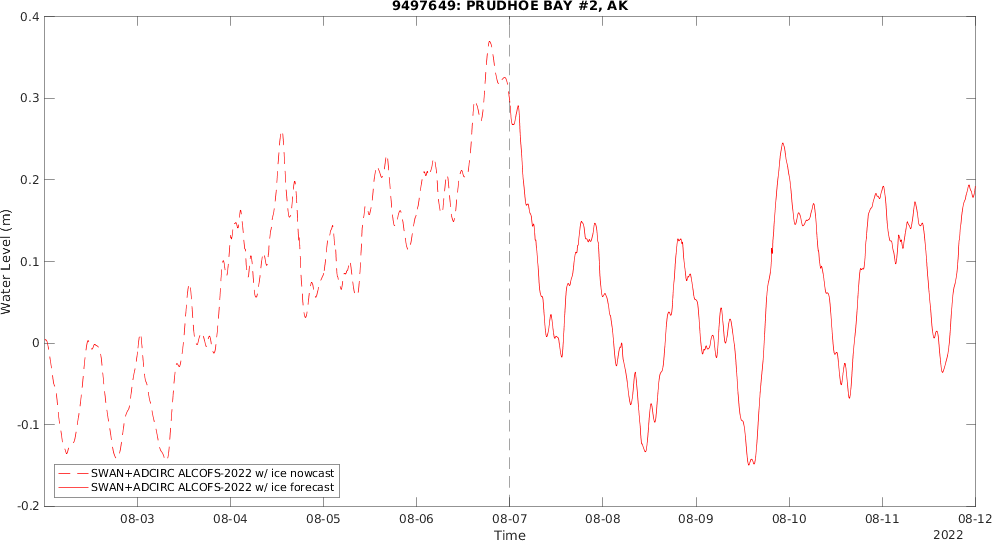 9497649: PRUDHOE BAY #2, AK
0.4
0.3
0.2
0.1
0
-0.1
-0.2
Water Level (m)
SWAN+ADCIRC ALCOFS-2022 w/ ice nowcast
SWAN+ADCIRC ALCOFS-2022 w/ ice forecast
08-03 08-04 08-05 08-06 08-07 08-08 08-09 08-10 08-11 08-12
Time
2022